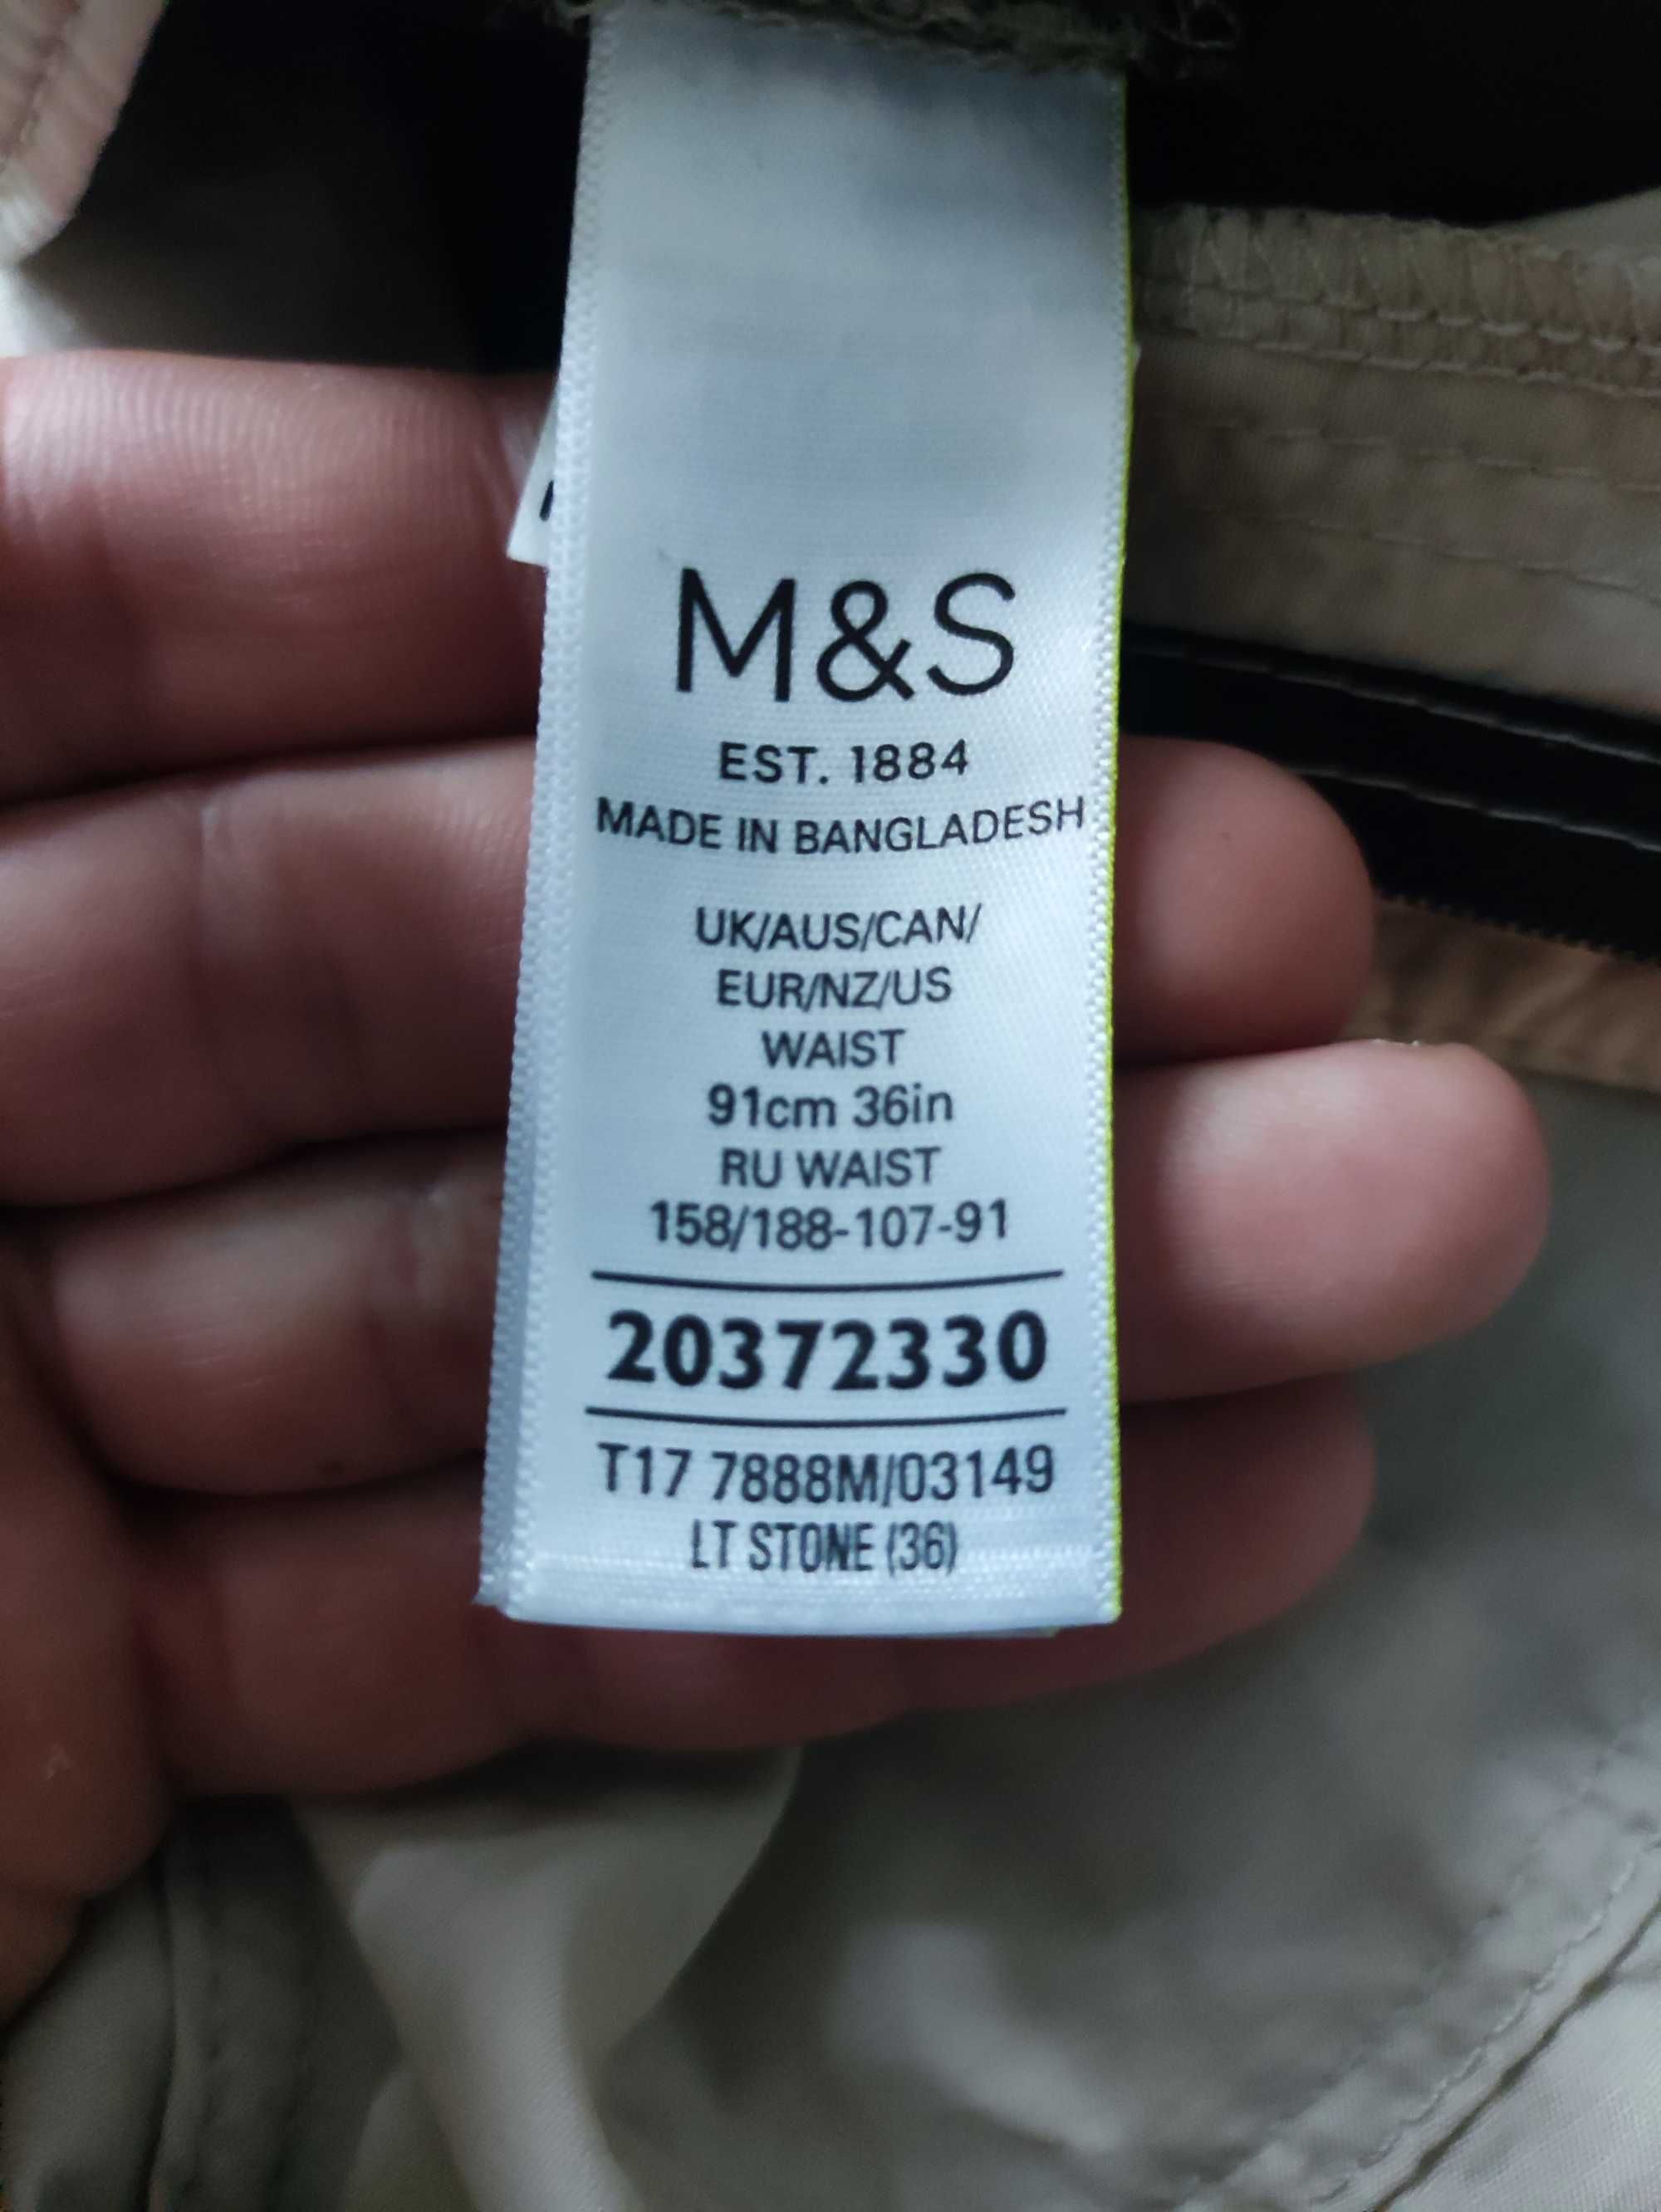 M&S
EST. 1884
MADE IN BANGLADESH
UK/AUS/CAN/
EUR/NZ/US
WAIST
91cm 36in
RU WAIST
158/188-107-91
20372330
T17 7888M/03149
LT STONE (36)